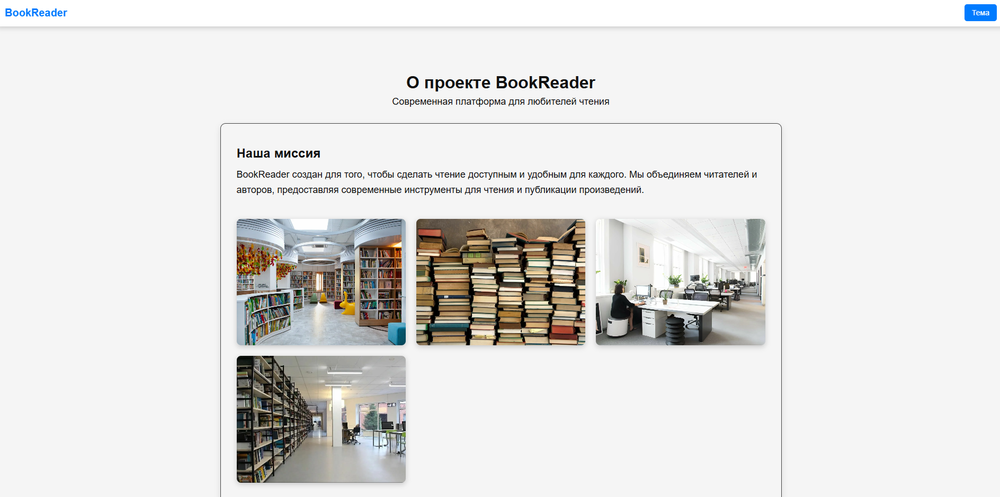 BookReader
Тема
О проекте BookReader
Современная платформа для любителей чтения
Наша миссия
BookReader создан для того, чтобы сделать чтение доступным и удобным для каждого. Мы объединяем читателей и
авторов, предоставляя современные инструменты для чтения и публикации произведений.